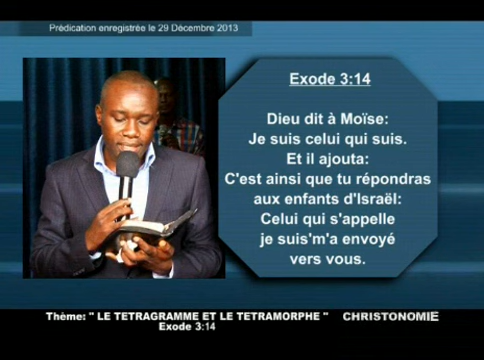 Prédication enregistrée le 29 Décembre 2013
Exode 3:14
Dieu dit à Moïse:
Je suis celui qui suis.
Et il ajouta:
C'est ainsi que tu répondras
aux enfants d'Israël:
Celui qui s'appelle
je suis'm'a envoyé
vers vous.
Thème: " LE TETRAGRAMME ET LE TETRAMORPHE "
Exode 3:14
CHRISTONOMIE